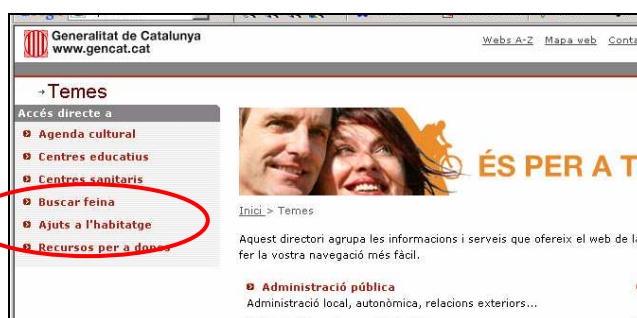 Generalitat de Catalunya
www.gencat.cat
Webs A-Z Mapa web
Temes
Accés directe a
Agenda cultural
Centres educatius
Centres sanitaris
Buscar feina
Ajuts a l'habitatge
Recursos per a dones
ÉS PER A T
Inici > Temes
Aquest directori agrupa les informacions i serveis que ofereix el web de
fer la vostra navegació més fàcil.
Administració pública
Administració local, autonòmica, relacions exteriors...